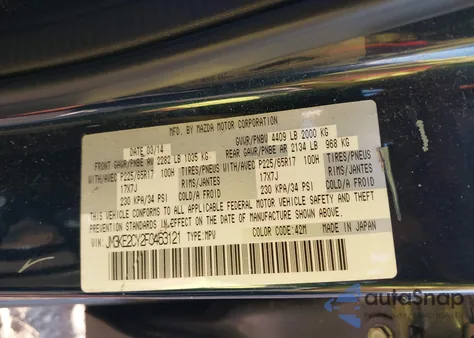 MFD. BY MAZDA MOTOR CORPORATION
DATE 03/14 GVWR/PNBV 4409 LB 2000 KG
FRONT GAWR/PNBE AV 2282 LB 1035 KG REAR GAWR/PNBE AR 2134 LB 968 KG
WITH/AVEC P225/65R17 100H TIRES/PNEUS WITH/AVEC P225/65R17 100H TIRES/PNEUS
17X7J RIMS/JANTES 17X7J RIMS/JANTES
230 KPA/34 PSI COLD/A FROID 230 KPA/34 PSI COLD/A FROID
THIS VEHICLE CONFORMS TO ALL APPLICABLE FEDERAL MOTOR VEHICLE SAFETY, BUMPER, AND THEFT
PREVENTION STANDARDS IN EFFECT ON THE DATE OF MANUFACTURE SHOWN ABOVE.
VIN: JM3KE2CY2F0453121 TYPE:MPV
COLOR CODE: 42M MADE IN JAPAN
autoSnap